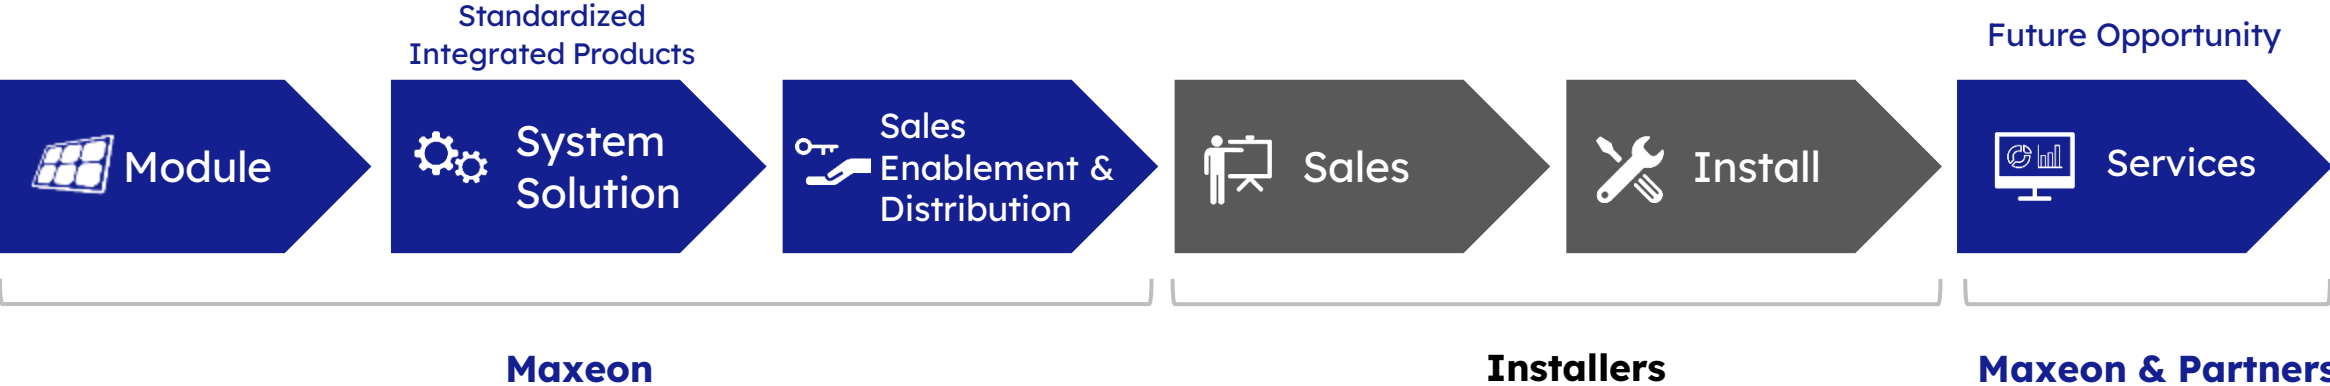 Standardized
Integrated Products
Future Opportunity
Module
System
Solution
Sales
Enablement &
Distribution
Sales
Install
Services
Maxeon
Installers
Maxeon & Partners